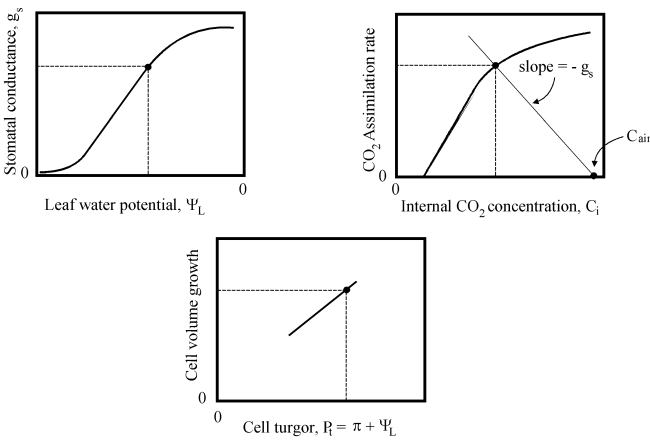 Stomatal conductance, gs
0
0
Leaf water potential, ΨL
CO2 Assimilation rate
slope = - gs
Cair
0
0
Internal CO2 concentration, Ci
Cell volume growth
0
0
Cell turgor, Pt = π + ΨL